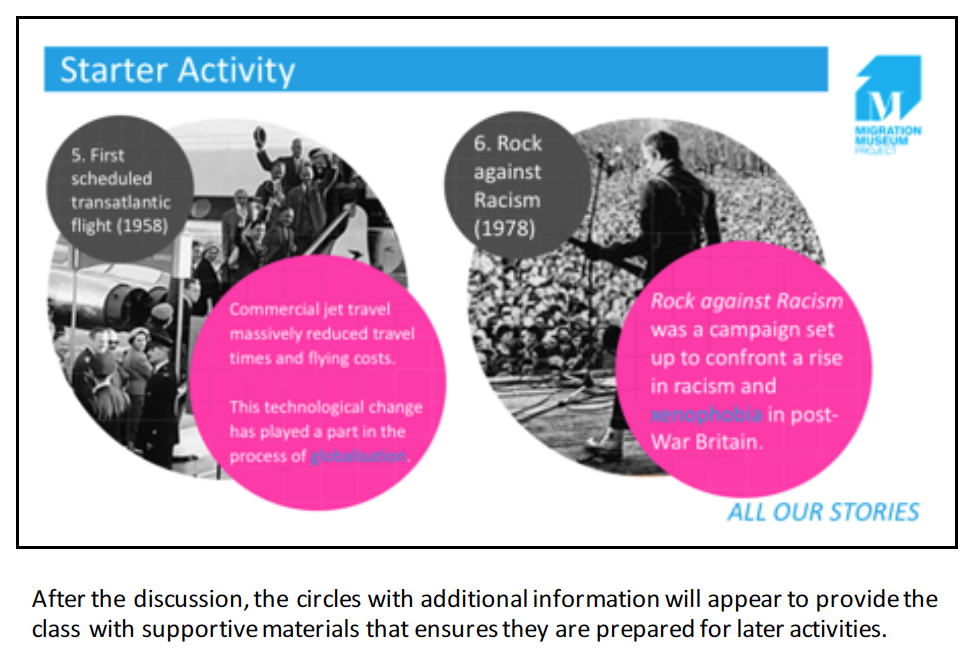 Starter Activity
M
MIGRATION
MUSEUM
PROJECT
5. First
scheduled
transatlantic
flight (1958)
Commercial jet travel
massively reduced travel
times and flying costs.
This technological change
has played a part in the
process of globalisation.
6. Rock
against
Racism
(1978)
Rock against Racism
was a campaign set
up to confront a rise
in racism and
xenophobia in post-
War Britain.
ALL OUR STORIES
After the discussion, the circles with additional information will appear to provide the
class with supportive materials that ensures they are prepared for later activities.